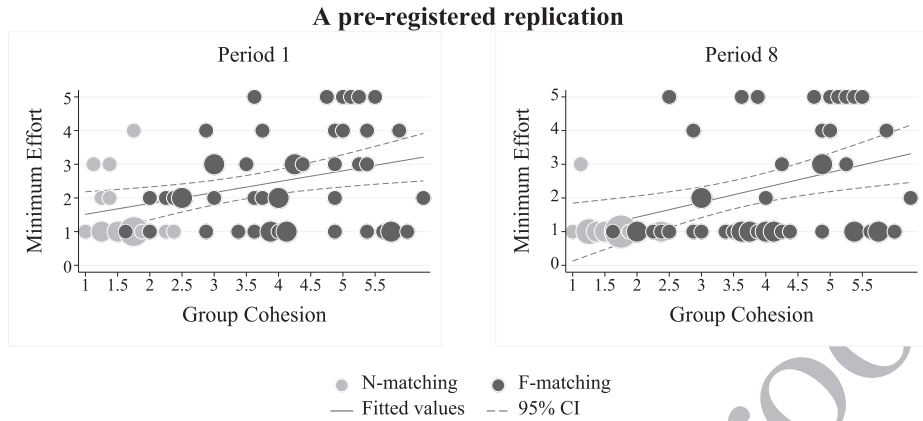 A pre-registered replication
Period 1
Period 8
Minimum Effort
5
4
3
2
1
0
1 1.5 2 2.5 3 3.5 4 4.5 5 5.5
Group Cohesion
Minimum Effort
5
4
3
2
1
0
1 1.5 2 2.5 3 3.5 4 4.5 5 5.5
Group Cohesion
N-matching F-matching
Fitted values 95% CI